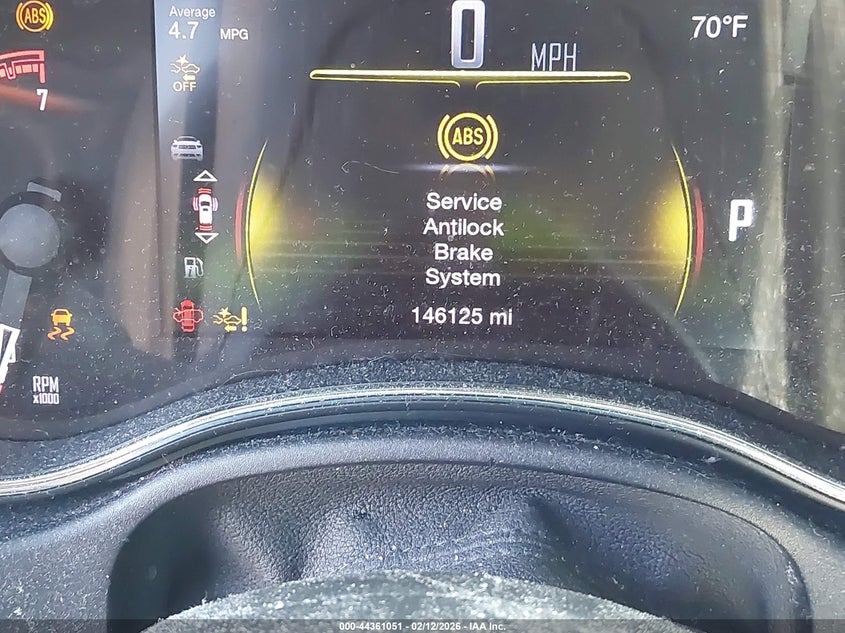 ABS
Average
4.7 MPG
OFF
7
0 MPH
70°F
ABS
Service
Antilock
Brake
System
146125 mi
P
!
RPM
x1000
000-44361051 - 02/12/2026 - IAA Inc.